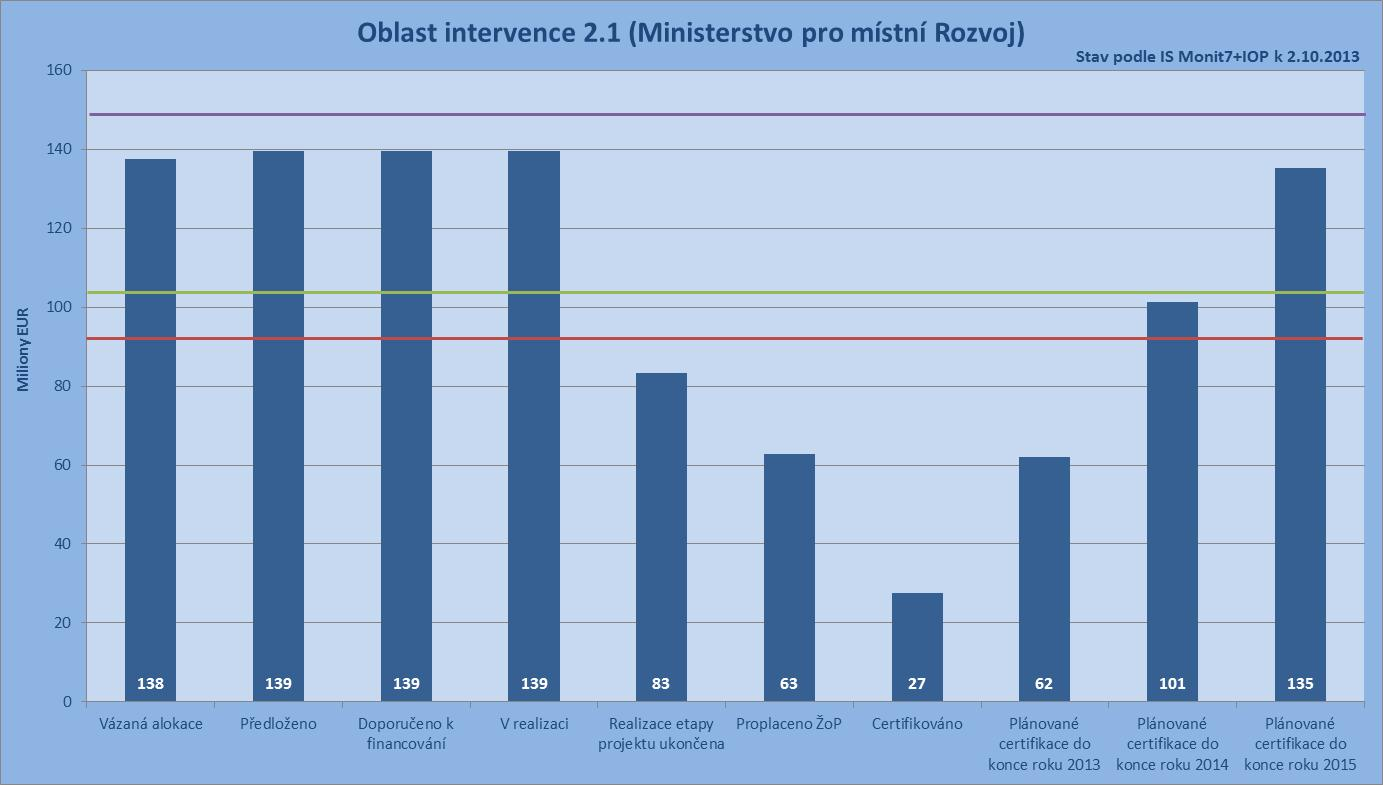 Oblast intervence 2.1 (Ministerstvo pro místní Rozvoj)
Stav podle IS Monit7+IOP k 2.10.2013
Miliony EUR
160
140
120
100
80
60
40
20
0
138
139
139
139
83
63
27
62
101
135
Vázaná alokace
Předloženo
Doporučeno k
financování
V realizaci
Realizace etapy
projektu ukončena
Proplaceno ŽoP
Certifikováno
Plánované
certifikace do
konce roku 2013
Plánované
certifikace do
konce roku 2014
Plánované
certifikace do
konce roku 2015